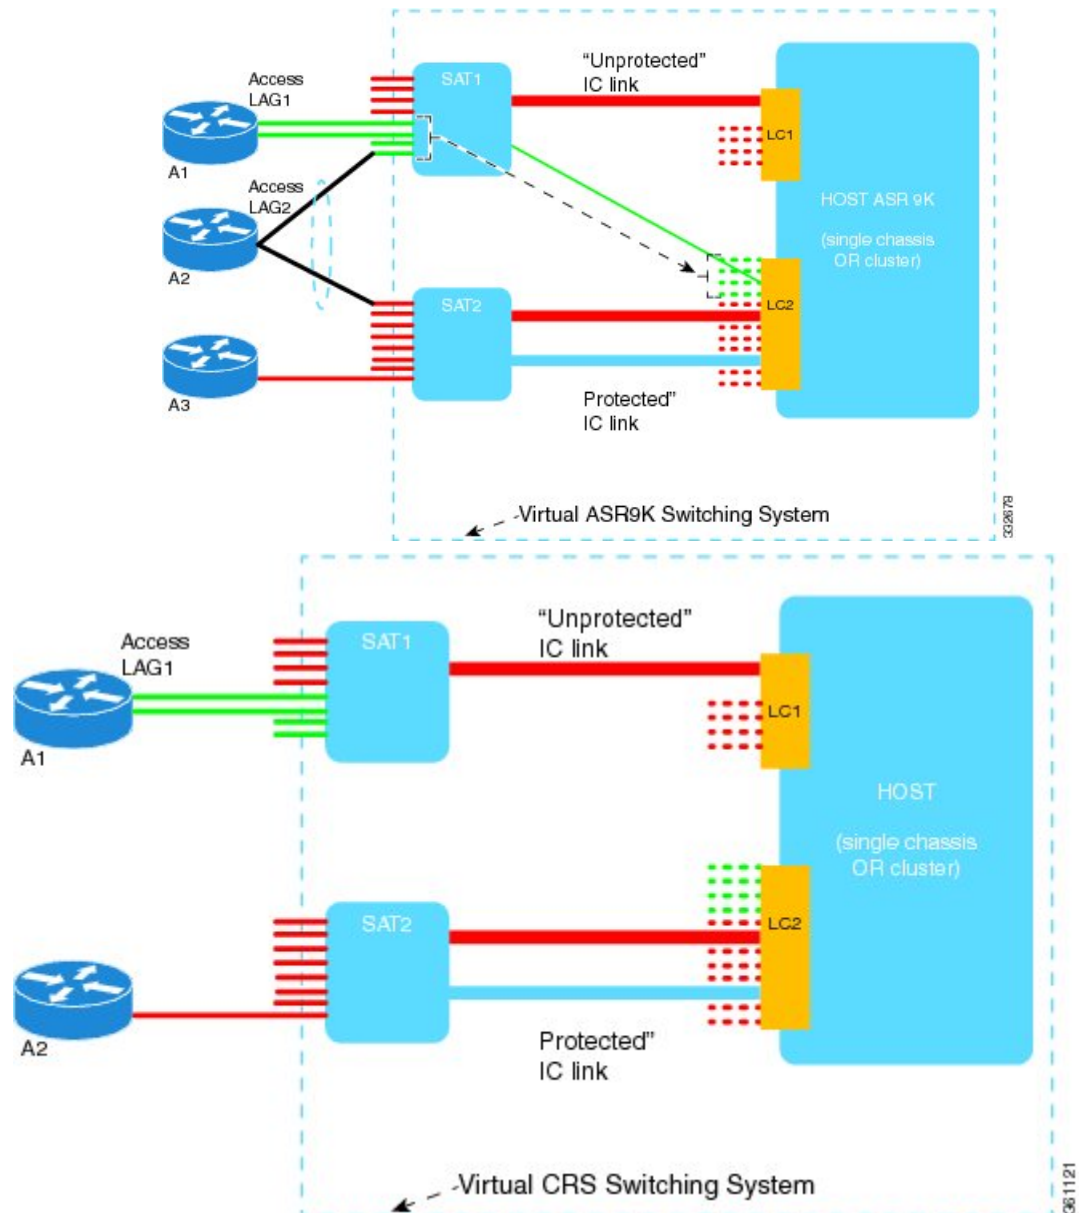 "Unprotected"
IC link
SAT1
Access
LAG1
LC1
A1
Access
LAG2
HOST ASR 9K
(single chassis
OR cluster)
A2
SAT2
LC2
A3
Protected"
IC link
Virtual ASR9K Switching System
332679
"Unprotected"
IC link
SAT1
Access
LAG1
LC1
A1
HOST
(single chassis
OR cluster)
SAT2
LC2
A2
Protected"
IC link
Virtual CRS Switching System
361121